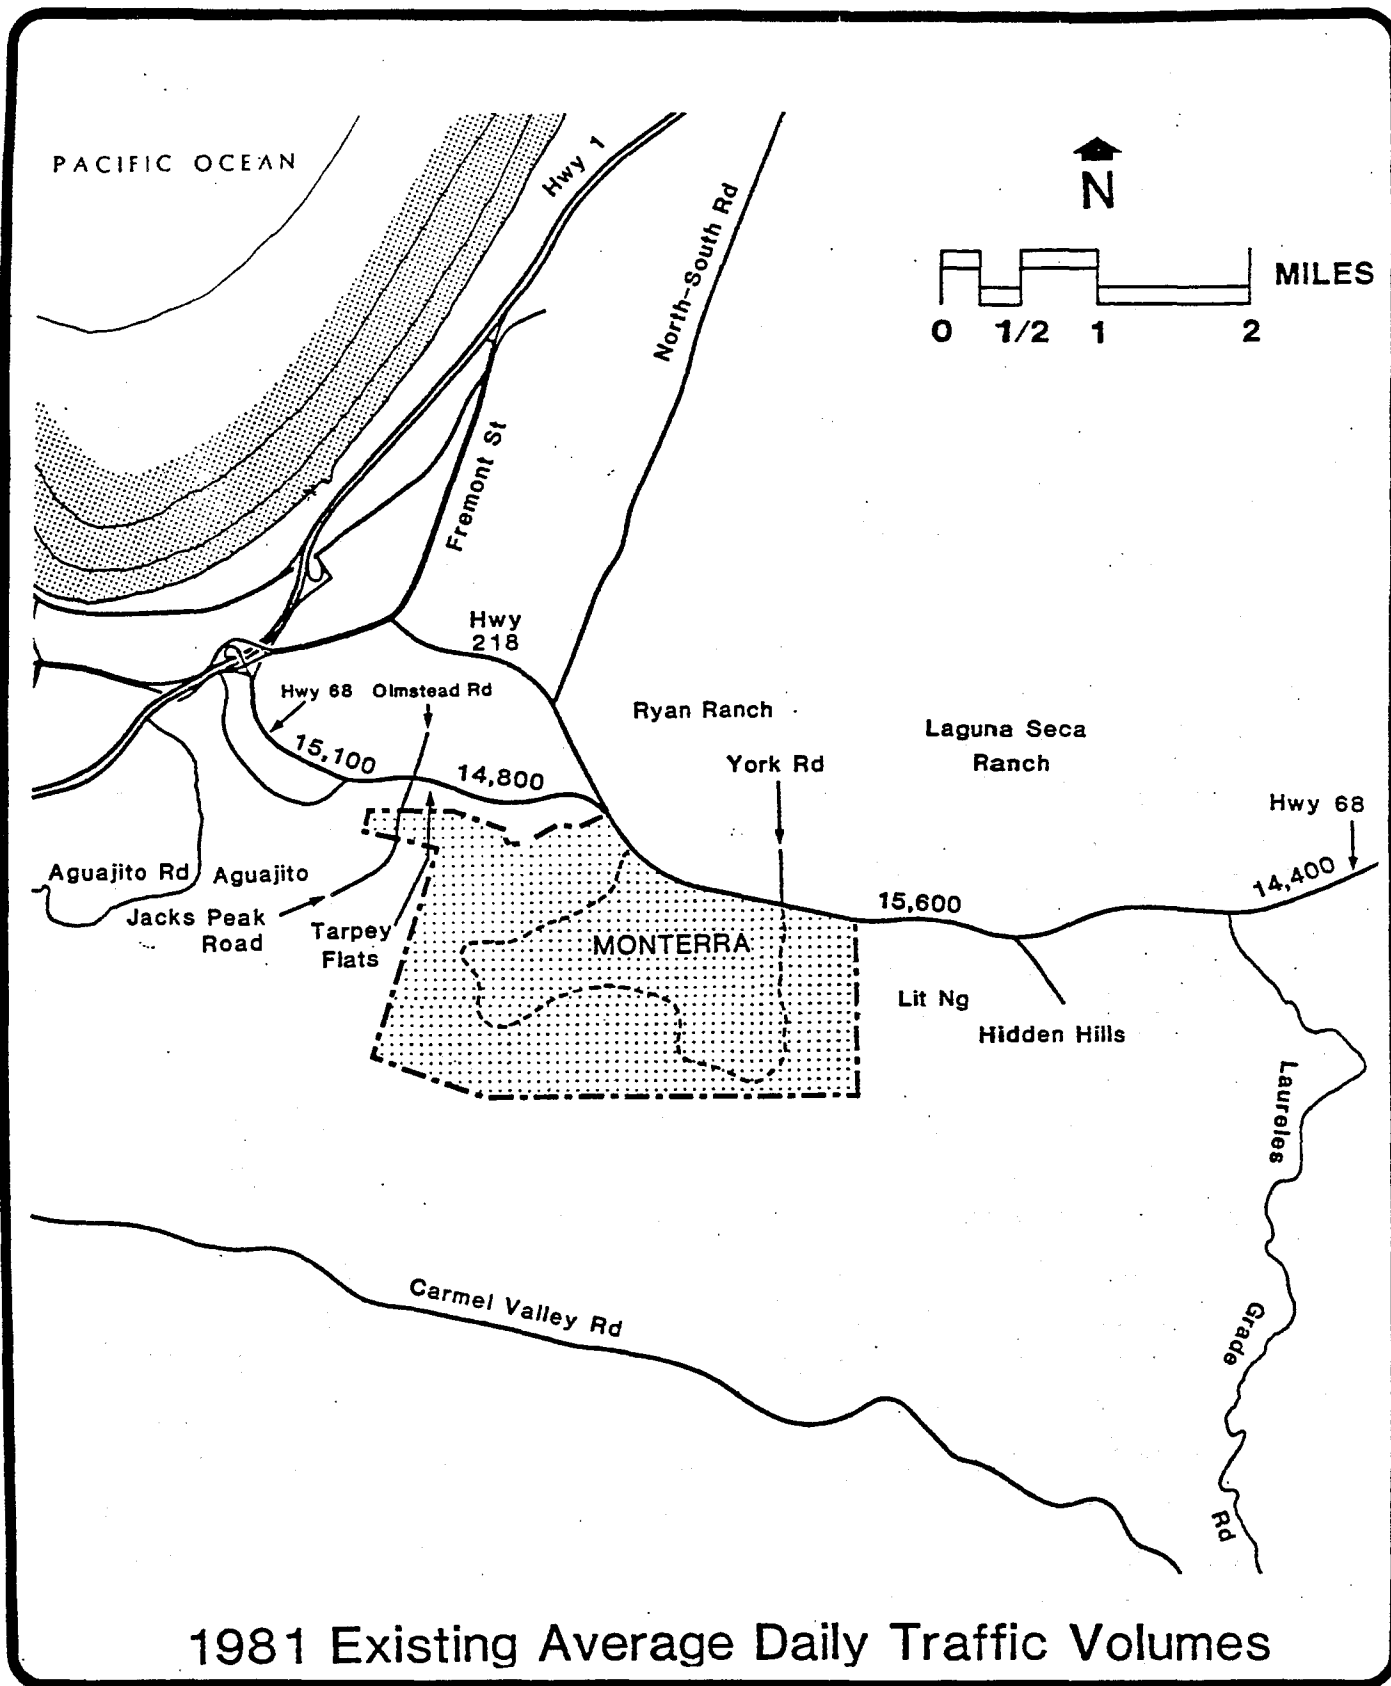 PACIFIC OCEAN
Hwy 1
North-South Rd
N
MILES
0 1/2 1 2
Fremont St
Hwy
218
Hwy 68
Olmstead Rd
Ryan Ranch
Laguna Seca
Ranch
15,100
14,800
York Rd
Hwy 68
14,400
Aguajito Rd
Aguajito
15,600
Jacks Peak
Road
Tarpey
Flats
MONTERRA
Lit Ng
Hidden Hills
Laureles
Grade
Rd
Carmel Valley Rd
1981 Existing Average Daily Traffic Volumes